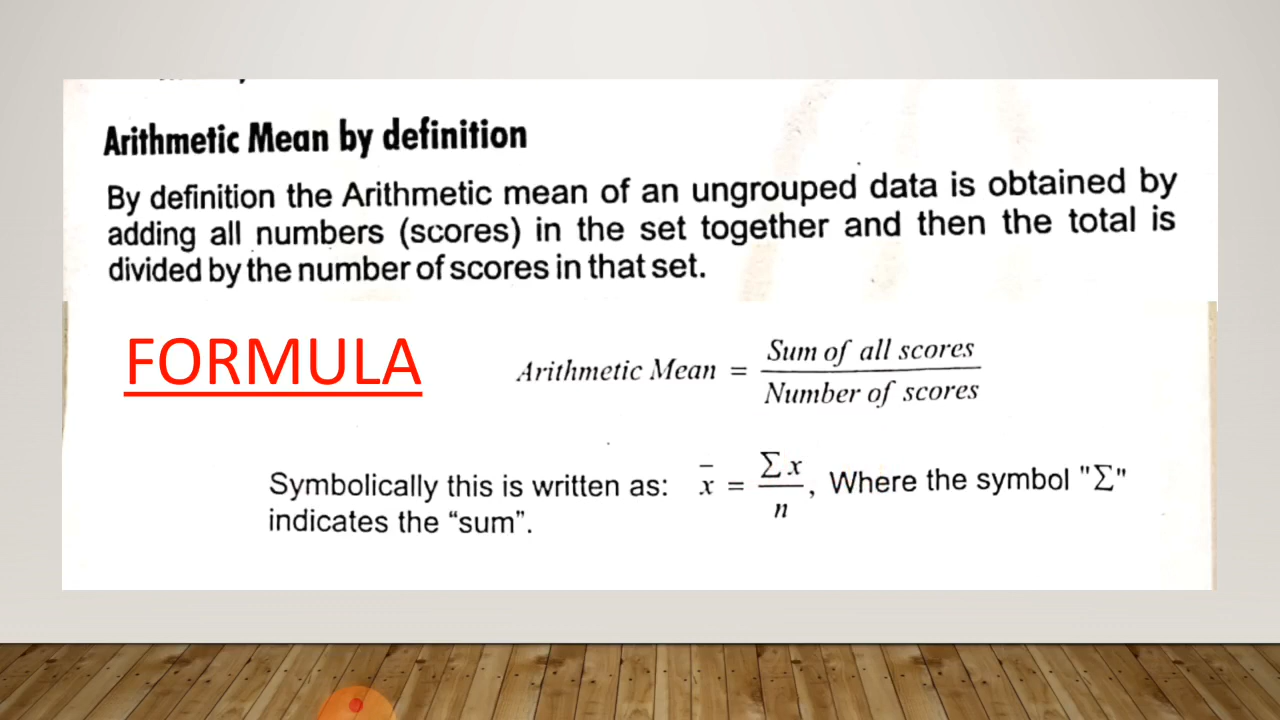 Arithmetic Mean by definition
By definition the Arithmetic mean of an ungrouped data is obtained by
adding all numbers (scores) in the set together and then the total is
divided by the number of scores in that set.
FORMULA
Arithmetic Mean = Sum of all scores / Number of scores
Symbolically this is written as: x̄ = ∑x / n, Where the symbol "∑"
indicates the “sum”.